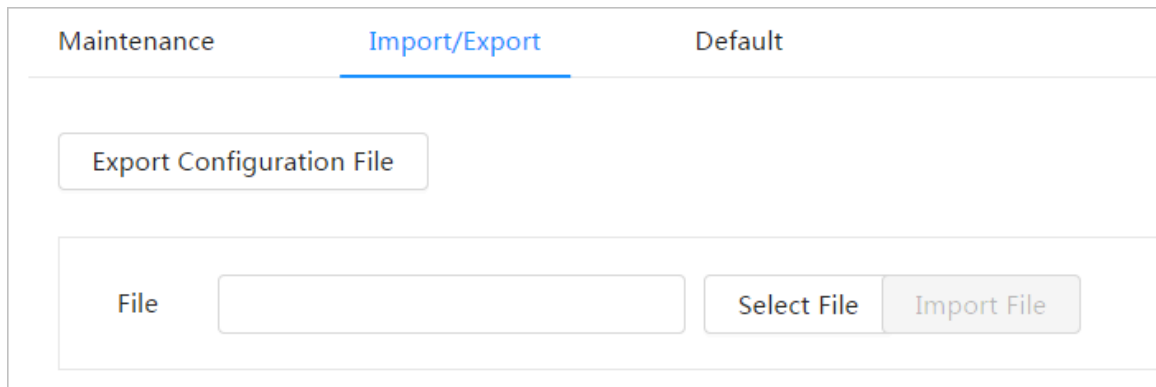 Maintenance Import/Export Default
Export Configuration File
File Select File Import File